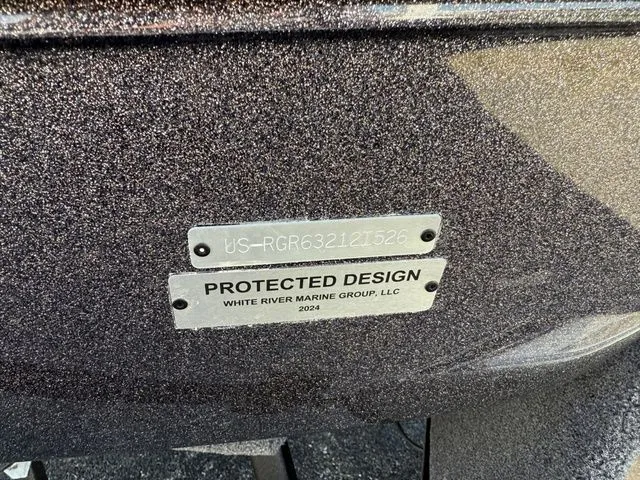 US-RGR63212I526
PROTECTED DESIGN
WHITE RIVER MARINE GROUP, LLC
2024